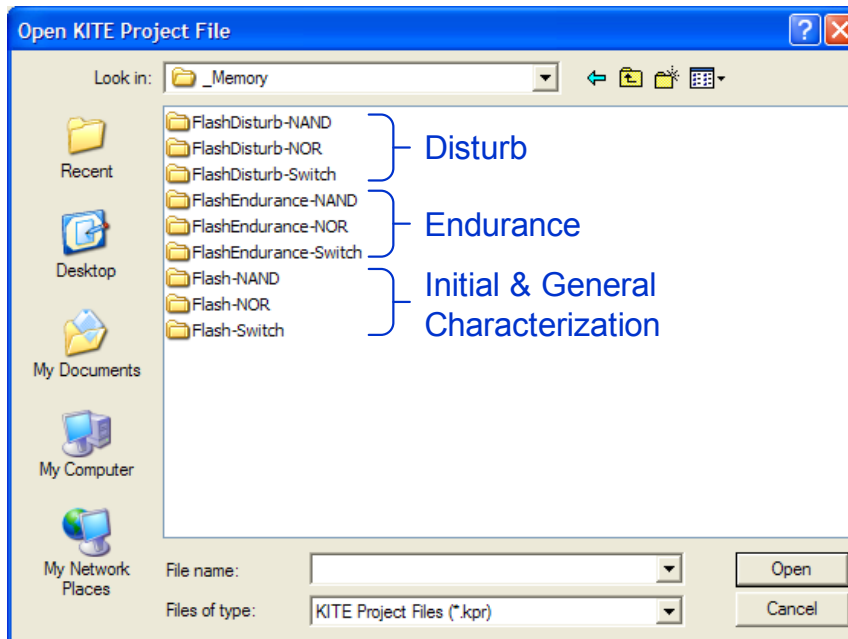 Open KITE Project File
Look in:
_Memory
Recent
Desktop
My Documents
My Computer
My Network
Places
FlashDisturb-NAND
FlashDisturb-NOR
FlashDisturb-Switch
FlashEndurance-NAND
FlashEndurance-NOR
FlashEndurance-Switch
Flash-NAND
Flash-NOR
Flash-Switch
Disturb
Endurance
Initial & General
Characterization
File name:
Open
Files of type:
KITE Project Files (*.kpr)
Cancel